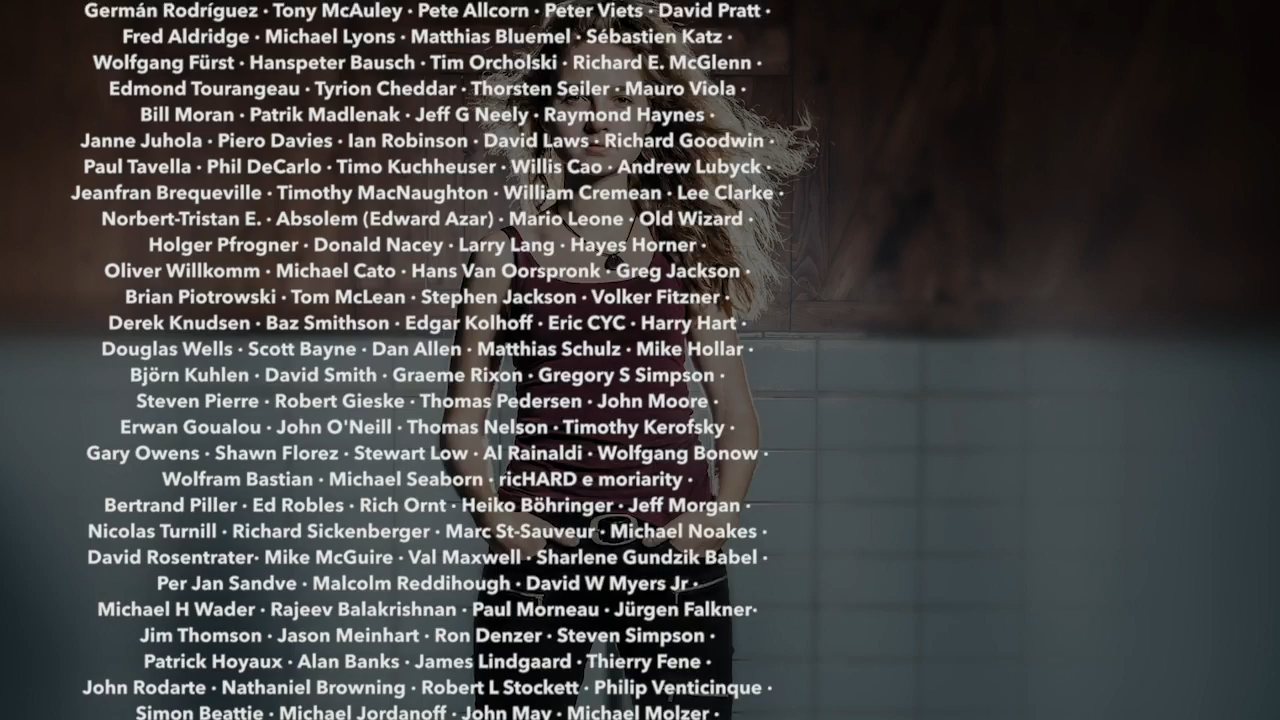 Germán Rodríguez · Tony McAuley · Pete Allcorn · Peter Viets · David Pratt ·
Fred Aldridge · Michael Lyons · Matthias Bluemel · Sébastien Katz ·
Wolfgang Fürst · Hanspeter Bausch · Tim Orcholski · Richard E. McGlenn ·
Edmond Tourangeau · Tyrion Cheddar · Thorsten Seiler · Mauro Viola ·
Bill Moran · Patrik Madlenak · Jeff G Neely · Raymond Haynes ·
Janne Juhola · Piero Davies · Ian Robinson · David Laws · Richard Goodwin ·
Paul Tavella · Phil DeCarlo · Timo Kuchheuser · Willis Cao · Andrew Lubyck ·
Jeanfran Brequeville · Timothy MacNaughton · William Cremean · Lee Clarke ·
Norbert-Tristan E. · Absolem (Edward Azar) · Mario Leone · Old Wizard ·
Holger Pfrogner · Donald Nacey · Larry Lang · Hayes Horner ·
Oliver Willkomm · Michael Cato · Hans Van Oorspronk · Greg Jackson ·
Brian Piotrowski · Tom McLean · Stephen Jackson · Volker Fitzner ·
Derek Knudsen · Baz Smithson · Edgar Kolhoff · Eric CYC · Harry Hart ·
Douglas Wells · Scott Bayne · Dan Allen · Matthias Schulz · Mike Hollar ·
Björn Kuhlen · David Smith · Graeme Rixon · Gregory S Simpson ·
Steven Pierre · Robert Gieske · Thomas Pedersen · John Moore ·
Erwan Goualou · John O'Neill · Thomas Nelson · Timothy Kerofsky ·
Gary Owens · Shawn Florez · Stewart Low · Al Rainaldi · Wolfgang Bonow ·
Wolfram Bastian · Michael Seaborn · ricHARD e moriarity ·
Bertrand Piller · Ed Robles · Rich Ornt · Heiko Böhringer · Jeff Morgan ·
Nicolas Turnill · Richard Sickenberger · Marc St-Sauveur · Michael Noakes ·
David Rosentrater· Mike McGuire · Val Maxwell · Sharlene Gundzik Babel ·
Per Jan Sandve · Malcolm Reddihough · David W Myers Jr ·
Michael H Wader · Rajeev Balakrishnan · Paul Morneau · Jürgen Falkner·
Jim Thomson · Jason Meinhart · Ron Denzer · Steven Simpson ·
Patrick Hoyaux · Alan Banks · James Lindgaard · Thierry Fene ·
John Rodarte · Nathaniel Browning · Robert L Stockett · Philip Venticinque ·
Simon Beattie · Michael Jordanoff · John May · Michael Molzer ·